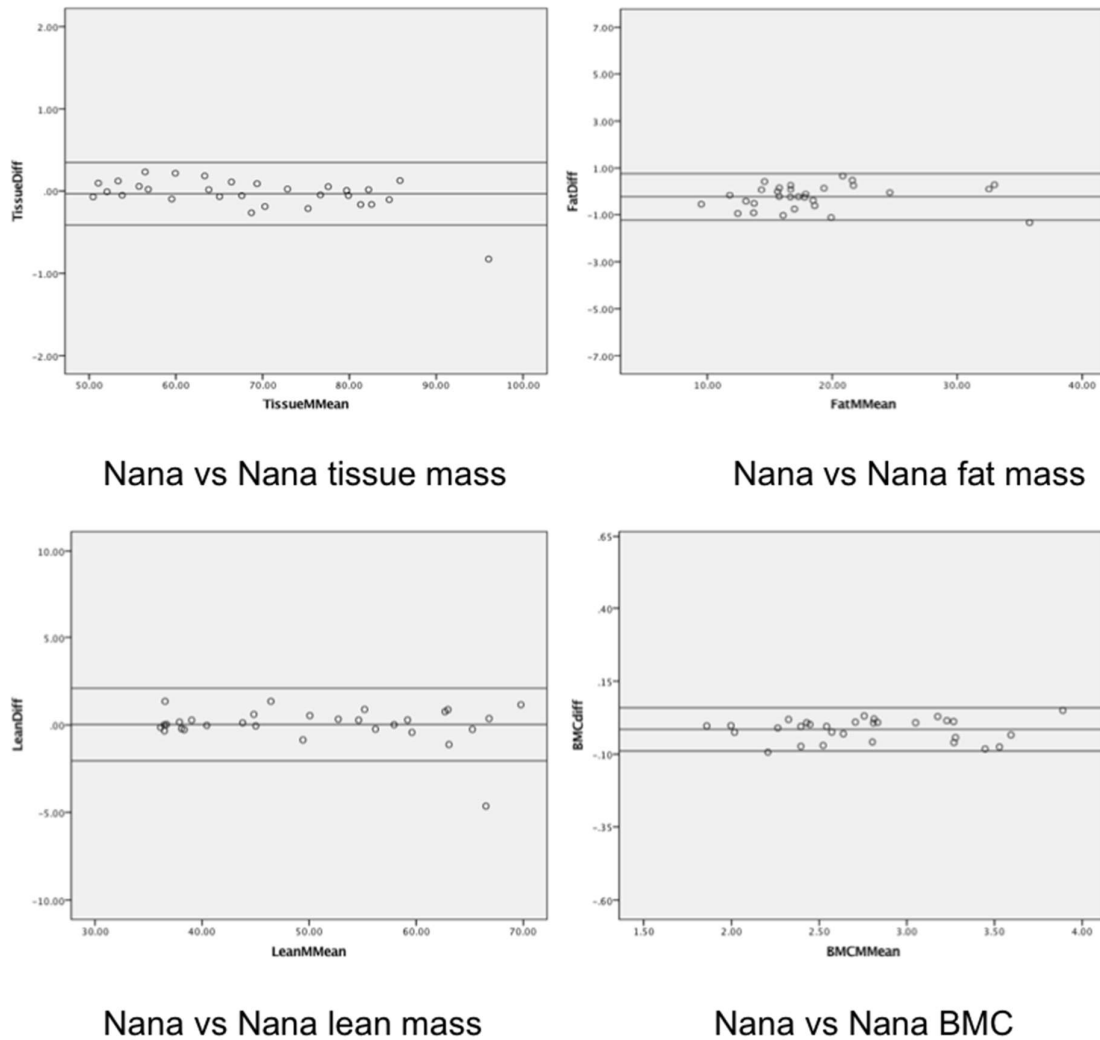 2.00
1.00
.00
-1.00
-2.00
TissueDiff
50.00 60.00 70.00 80.00 90.00 100.00
TissueMMean
7.00
5.00
3.00
1.00
-1.00
-3.00
-5.00
-7.00
FatDiff
10.00 20.00 30.00 40.00
FatMMean
Nana vs Nana tissue mass
Nana vs Nana fat mass
10.00
5.00
.00
-5.00
-10.00
LeanDiff
30.00 40.00 50.00 60.00 70.00
LeanMMean
.65
.40
.15
-.10
-.35
-.60
BMCdiff
1.50 2.00 2.50 3.00 3.50 4.00
BMCMMean
Nana vs Nana lean mass
Nana vs Nana BMC